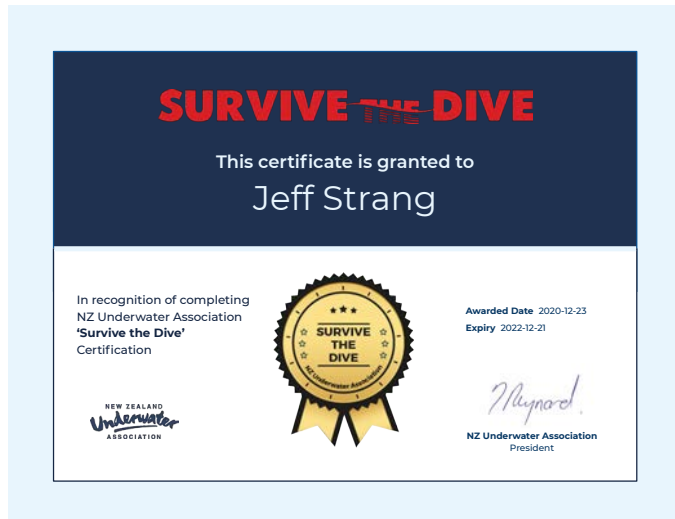 SURVIVE THE DIVE
This certificate is granted to
Jeff Strang
In recognition of completing
NZ Underwater Association
‘Survive the Dive’
Certification
NEW ZEALAND
Underwater
ASSOCIATION
SURVIVE
THE
DIVE
NZ Underwater Association
Awarded Date 2020-12-23
Expiry 2022-12-21
NZ Underwater Association
President